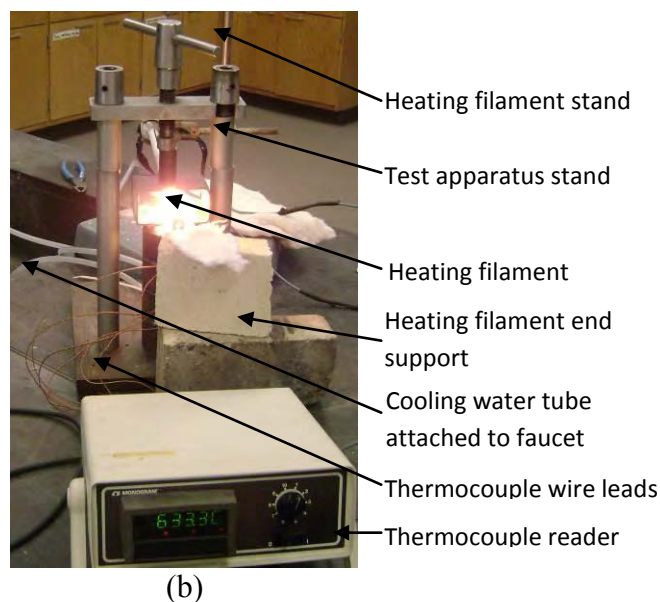 Heating filament stand
Test apparatus stand
Heating filament
Heating filament end
support
Cooling water tube
attached to faucet
Thermocouple wire leads
Thermocouple reader
MONOGRAM
(b)